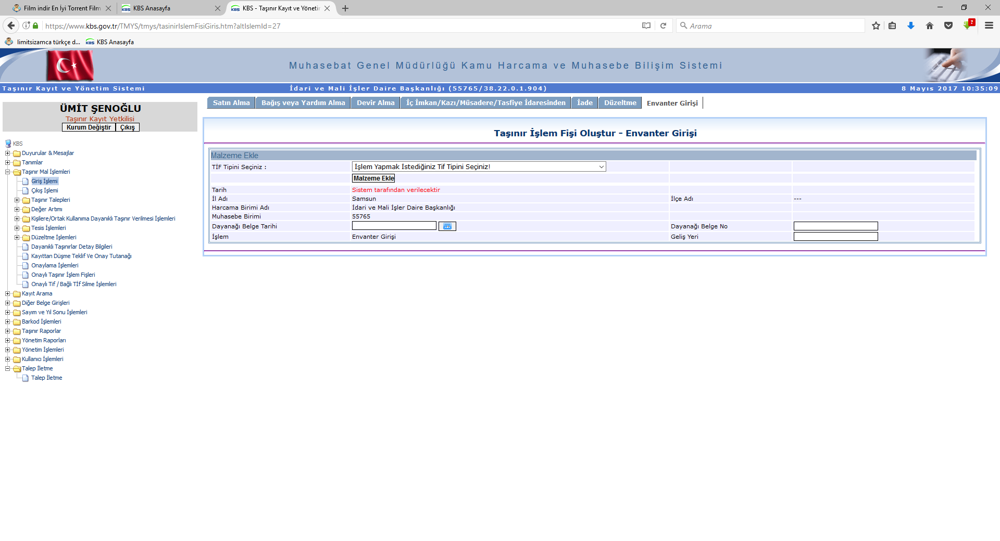 Film indir En İyi Torrent Film
KBS Anasayfa
KBS - Taşınır Kayıt ve Yönetir
https://www.kbs.gov.tr/TMYS/tmys/tasinirIslemFisiGiris.htm?altIslemId=27
Arama
limitsizamca türkçe d...
KBS Anasayfa
Muhasebat Genel Müdürlüğü Kamu Harcama ve Muhasebe Bilişim Sistemi
Taşınır Kayıt ve Yönetim Sistemi
İdari ve Mali İşler Daire Başkanlığı (55765/38.22.0.1.904)
8 Mayıs 2017 10:35:09
ÜMİT ŞENOĞLU
Taşınır Kayıt Yetkilisi
Kurum Değiştir Çıkış
KBS
Duyurular & Mesajlar
Tanımlar
Taşınır Mal İşlemleri
Giriş İşlemi
Çıkış İşlemi
Taşınır Talepleri
Değer Artımı
Kişilere/Ortak Kullanıma Dayanıklı Taşınır Verilmesi İşlemleri
Tesis İşlemleri
Düzeltme İşlemleri
Dayanıklı Taşınırlar Detay Bilgileri
Kayıttan Düşme Teklif Ve Onay Tutanağı
Onaylama İşlemleri
Onaylı Taşınır İşlem Fişleri
Onaylı Tif / Bağlı Tİf Silme İşlemleri
Kayıt Arama
Diğer Belge Girişleri
Sayım ve Yıl Sonu İşlemleri
Barkod İşlemleri
Taşınır Raporlar
Yönetim Raporları
Yönetim İşlemleri
Kullanıcı İşlemleri
Talep İletme
Talep İletme
Satın Alma
Bağış veya Yardım Alma
Devir Alma
İç İmkan/Kazı/Müsadere/Tasfiye İdaresinden
İade
Düzeltme
Envanter Girişi
Taşınır İşlem Fişi Oluştur - Envanter Girişi
Malzeme Ekle
TİF Tipini Seçiniz : İşlem Yapmak İstediğiniz Tif Tipini Seçiniz!
Malzeme Ekle
Tarih Sistem tarafından verilecektir
İl Adı Samsun İlçe Adı ---
Harcama Birimi Adı İdari ve Mali İşler Daire Başkanlığı
Muhasebe Birimi 55765
Dayanağı Belge Tarihi Dayanağı Belge No
İşlem Envanter Girişi Geliş Yeri